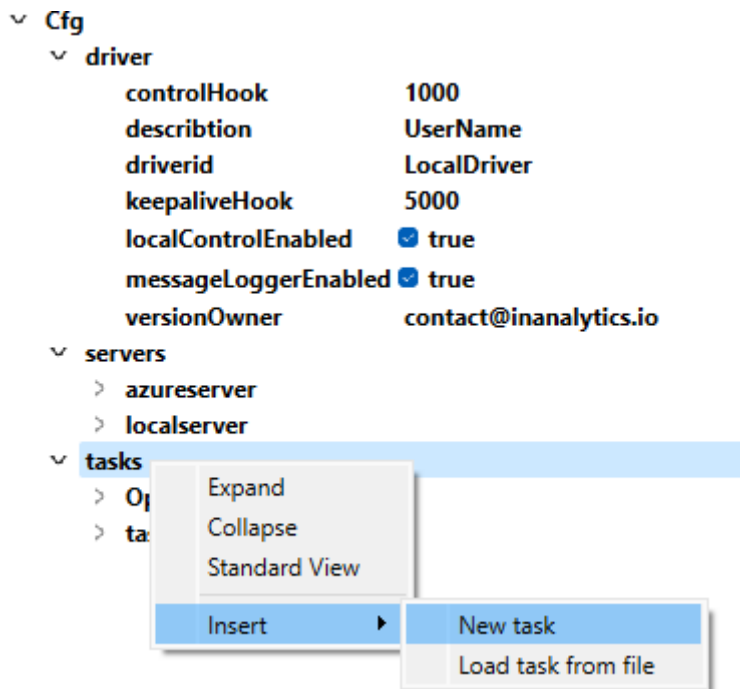 Cfg
driver
controlHook 1000
describtion UserName
driverid LocalDriver
keepaliveHook 5000
localControlEnabled true
messageLoggerEnabled true
versionOwner contact@inanalytics.io
servers
azureserver
localserver
tasks
Expand
Collapse
Standard View
Insert
New task
Load task from file